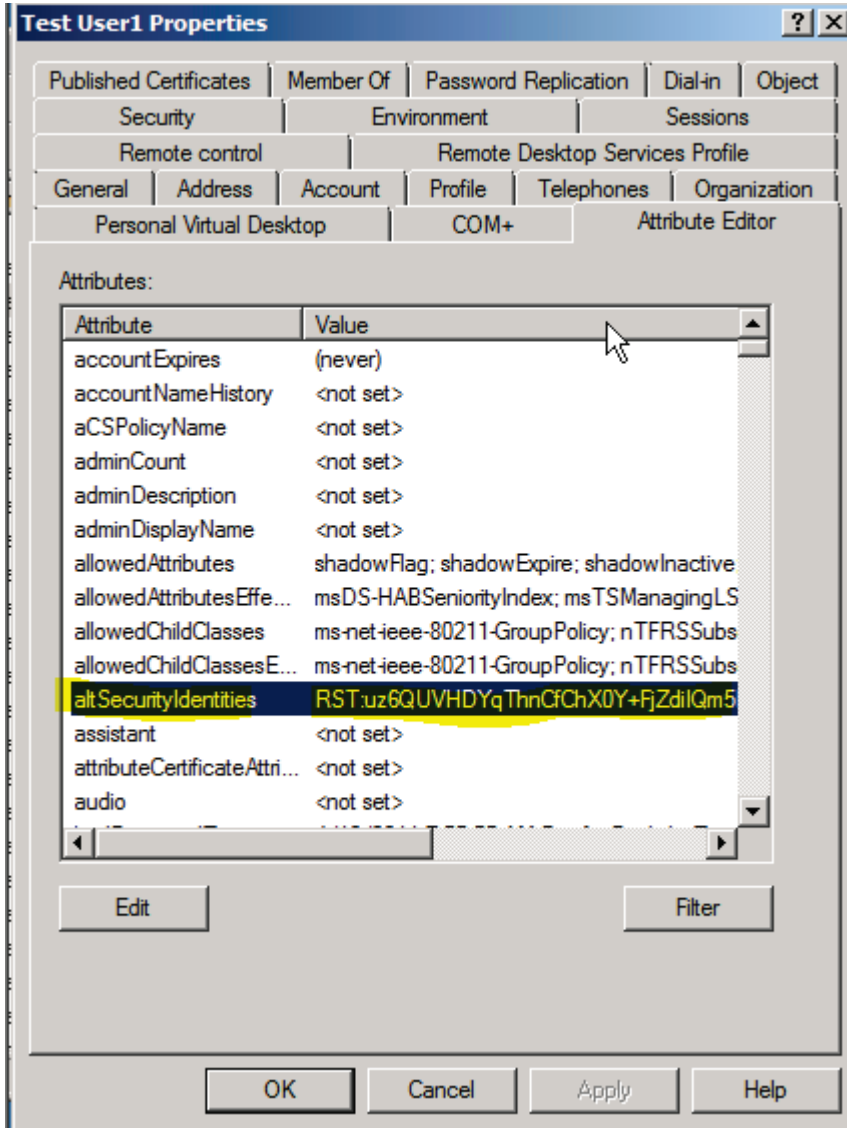 Test User1 Properties
Published Certificates Member Of Password Replication Dial-in Object
Security Environment Sessions
Remote control Remote Desktop Services Profile
General Address Account Profile Telephones Organization
Personal Virtual Desktop COM+ Attribute Editor
Attributes:
Attribute Value
accountExpires (never)
accountNameHistory <not set>
aCSPolicyName <not set>
adminCount <not set>
adminDescription <not set>
adminDisplayName <not set>
allowedAttributes shadowFlag; shadowExpire; shadowInactive
allowedAttributesEffe... msDS-HABSeniorityIndex; msTSManagingLS
allowedChildClasses ms-net-ieee-80211-GroupPolicy; nTFRSSubs
allowedChildClassesE... ms-net-ieee-80211-GroupPolicy; nTFRSSubs
altSecurityIdentities RST:uz6QUVHDYqThnCfChX0Y+FjZdiIQm5
assistant <not set>
attributeCertificateAttri... <not set>
audio <not set>
Edit Filter
OK Cancel Apply Help